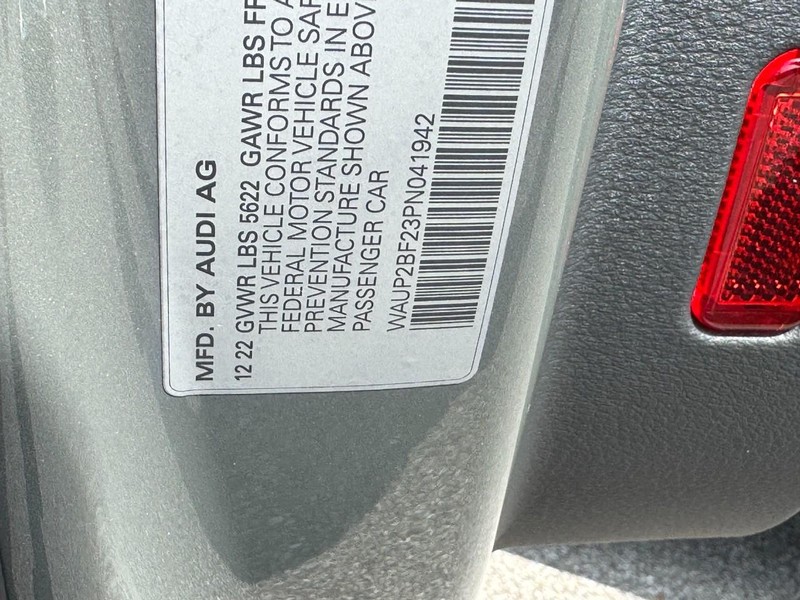 MFD. BY AUDI AG
12 22 GVWR LBS 5622 GAWR LBS
THIS VEHICLE CONFORMS TO
FEDERAL MOTOR VEHICLE
PREVENTION STANDARDS IN
MANUFACTURE SHOWN ABOV
PASSENGER CAR
WAUP2BF23PN041942